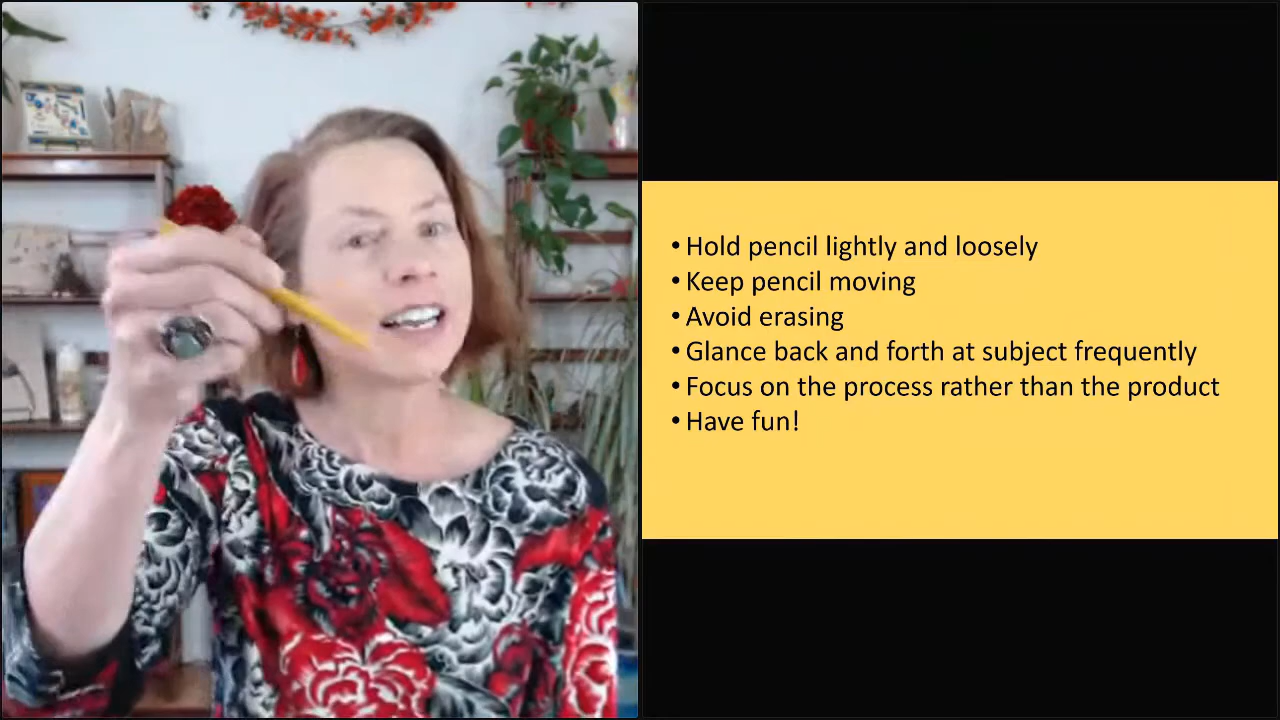 • Hold pencil lightly and loosely
• Keep pencil moving
• Avoid erasing
• Glance back and forth at subject frequently
• Focus on the process rather than the product
• Have fun!